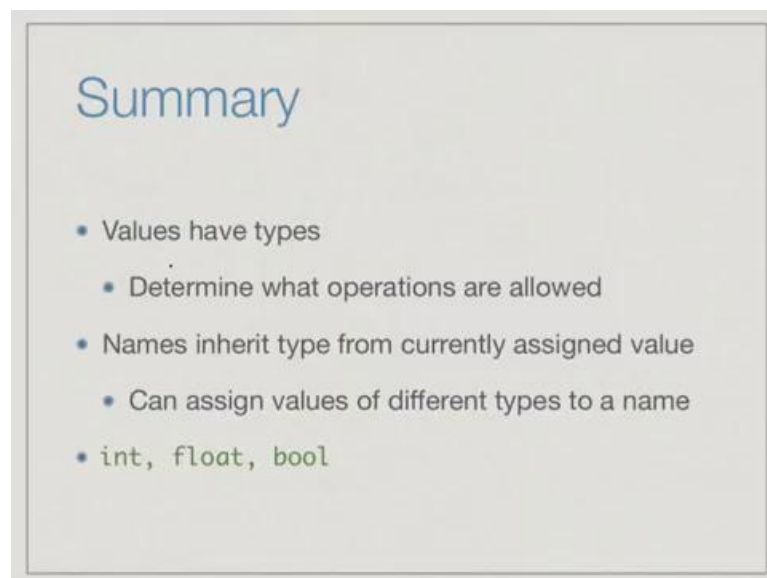 Summary
• Values have types
• Determine what operations are allowed
• Names inherit type from currently assigned value
• Can assign values of different types to a name
• int, float, bool